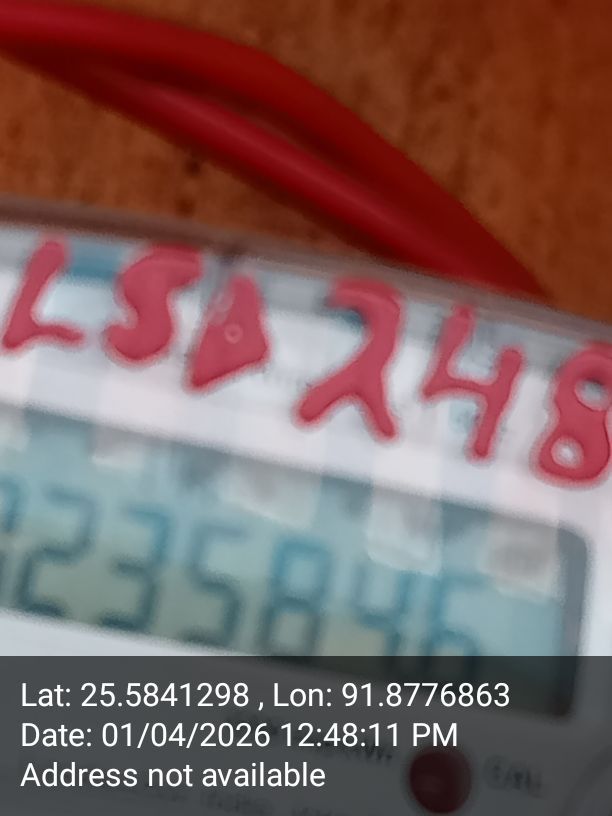 LSD 248
235846
Lat: 25.5841298 , Lon: 91.8776863
Date: 01/04/2026 12:48:11 PM
Address not available